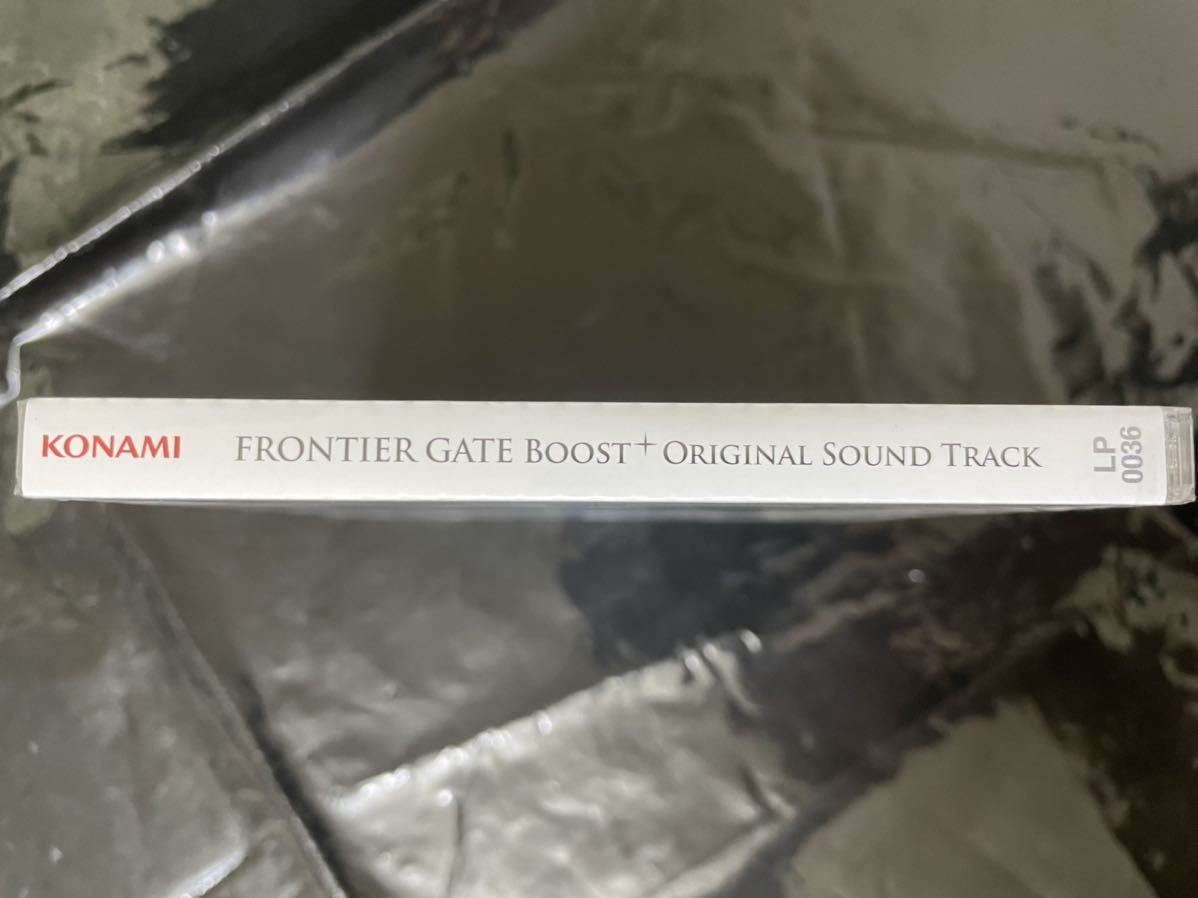 KONAMI FRONTIER GATE BOOST+ ORIGINAL SOUND TRACK
LP
0036